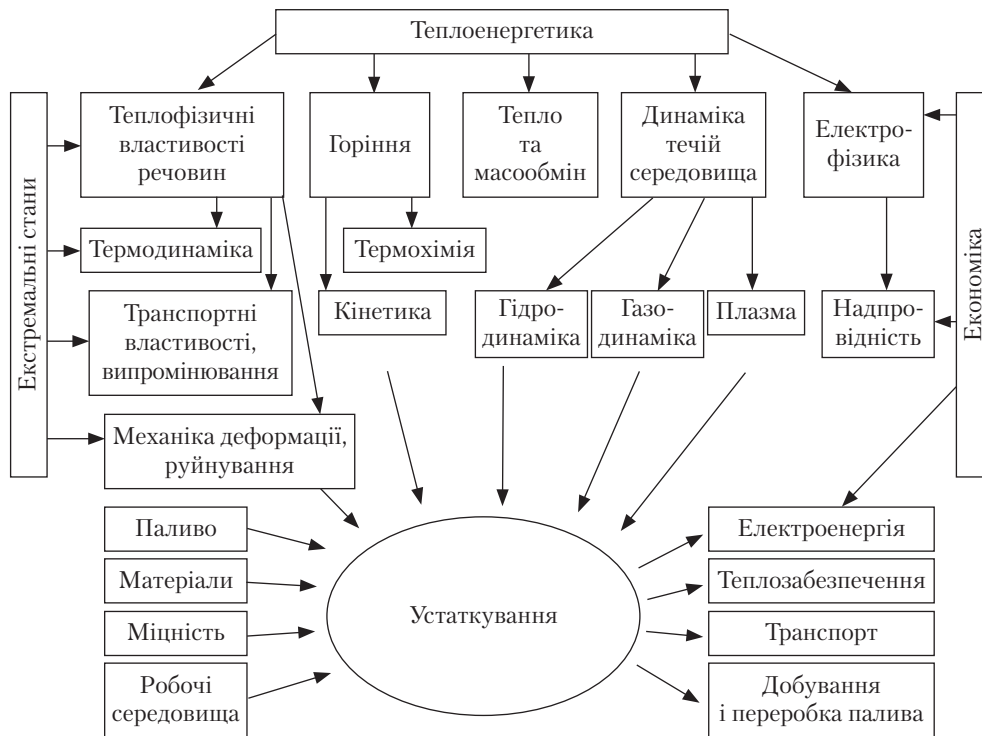 Теплоенергетика
Екстремальні стани
Теплофізичні
властивості
речовин
Горіння
Тепло
та
масообмін
Динаміка
течій
середовища
Електро-
фізика
Економіка
Термодинаміка
Термохімія
Транспортні
властивості,
випромінювання
Кінетика
Гідро-
динаміка
Газо-
динаміка
Плазма
Надпро-
відність
Механіка деформації,
руйнування
Паливо
Матеріали
Міцність
Робочі
середовища
Устаткування
Електроенергія
Теплозабезпечення
Транспорт
Добування
і переробка палива